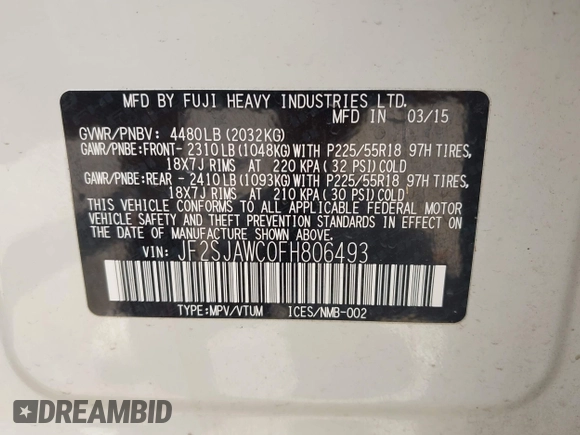 MFD BY FUJI HEAVY INDUSTRIES LTD.
MFD IN 03/15
GVWR/PNBV: 4480LB(2032KG)
GAWR/PNBE:FRONT- 2310LB(1048KG)WITH P225/55R18 97H TIRES,
18X7J RIMS AT 220 KPA(32 PSI)COLD
GAWR/PNBE:REAR - 2410LB(1093KG)WITH P225/55R18 97H TIRES,
18X7J RIMS AT 210 KPA(30 PSI)COLD
THIS VEHICLE CONFORMS TO ALL APPLICABLE FEDERAL MOTOR
VEHICLE SAFETY AND THEFT PREVENTION STANDARDS IN EFFECT
ON THE DATE OF MANUFACTURE SHOWN ABOVE.
VIN: JF2SJAWC0FH806493
TYPE:MPV/VTUM ICES/NMB-002
DREAMBID